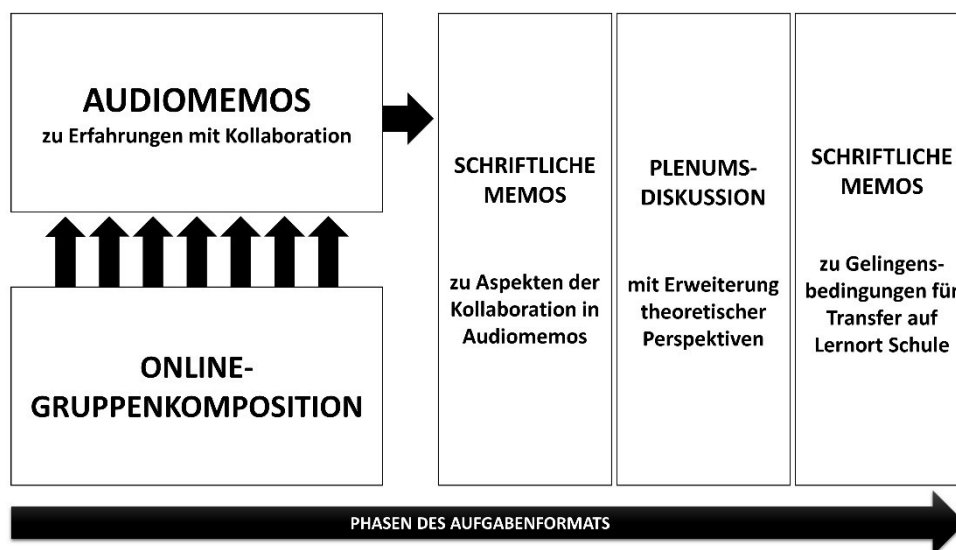 AUDIOMEMOS
zu Erfahrungen mit Kollaboration
ONLINE-
GRUPPENKOMPOSITION
SCHRIFTLICHE
MEMOS
zu Aspekten der
Kollaboration in
Audiomemos
PLENUMS-
DISKUSSION
mit Erweiterung
theoretischer
Perspektiven
SCHRIFTLICHE
MEMOS
zu Gelingens-
bedingungen für
Transfer auf
Lernort Schule
PHASEN DES AUFGABENFORMATS